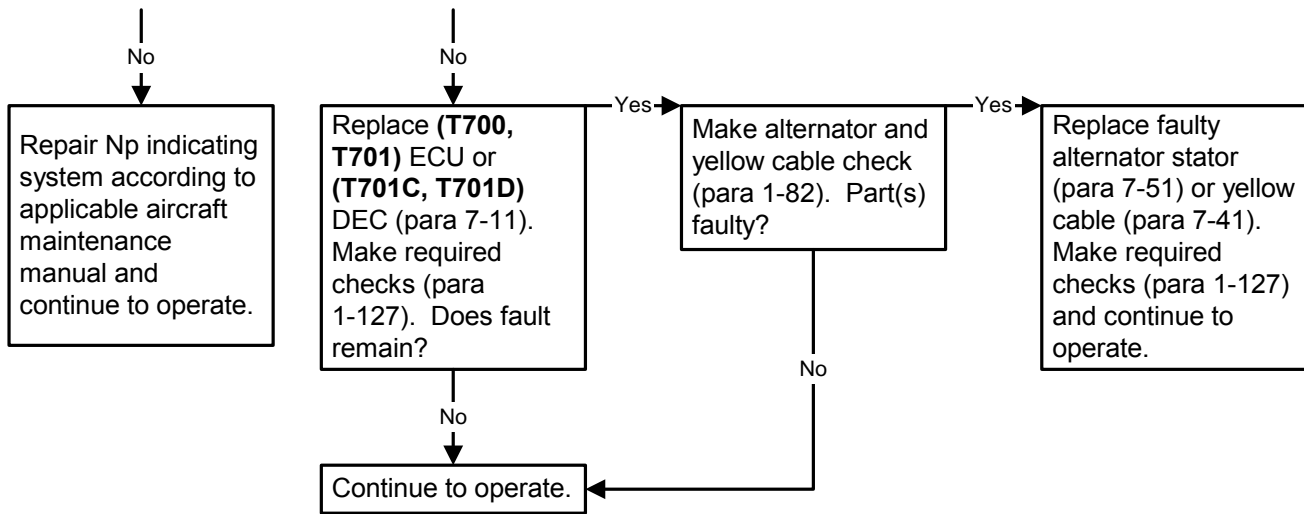 No
No
Repair Np indicating
system according to
applicable aircraft
maintenance
manual and
continue to operate.
Replace (T700,
T701) ECU or
(T701C, T701D)
DEC (para 7-11).
Make required
checks (para
1-127). Does fault
remain?
Yes
Make alternator and
yellow cable check
(para 1-82). Part(s)
faulty?
Yes
Replace faulty
alternator stator
(para 7-51) or yellow
cable (para 7-41).
Make required
checks (para 1-127)
and continue to
operate.
No
No
Continue to operate.